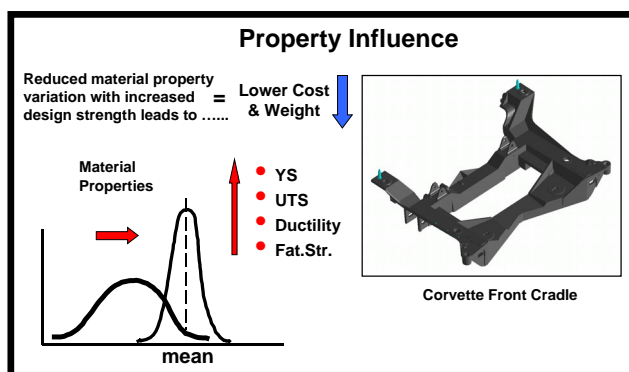 Property Influence
Reduced material property
variation with increased
design strength leads to …...
=
Lower Cost
& Weight
Material
Properties
• YS
• UTS
• Ductility
• Fat.Str.
mean
Corvette Front Cradle